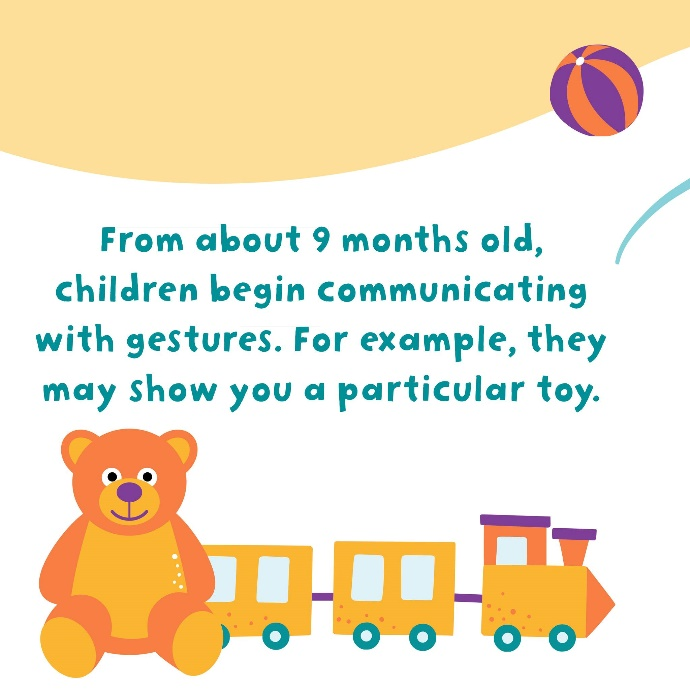 From about 9 months old,
children begin communicating
with gestures. For example, they
may show you a particular toy.